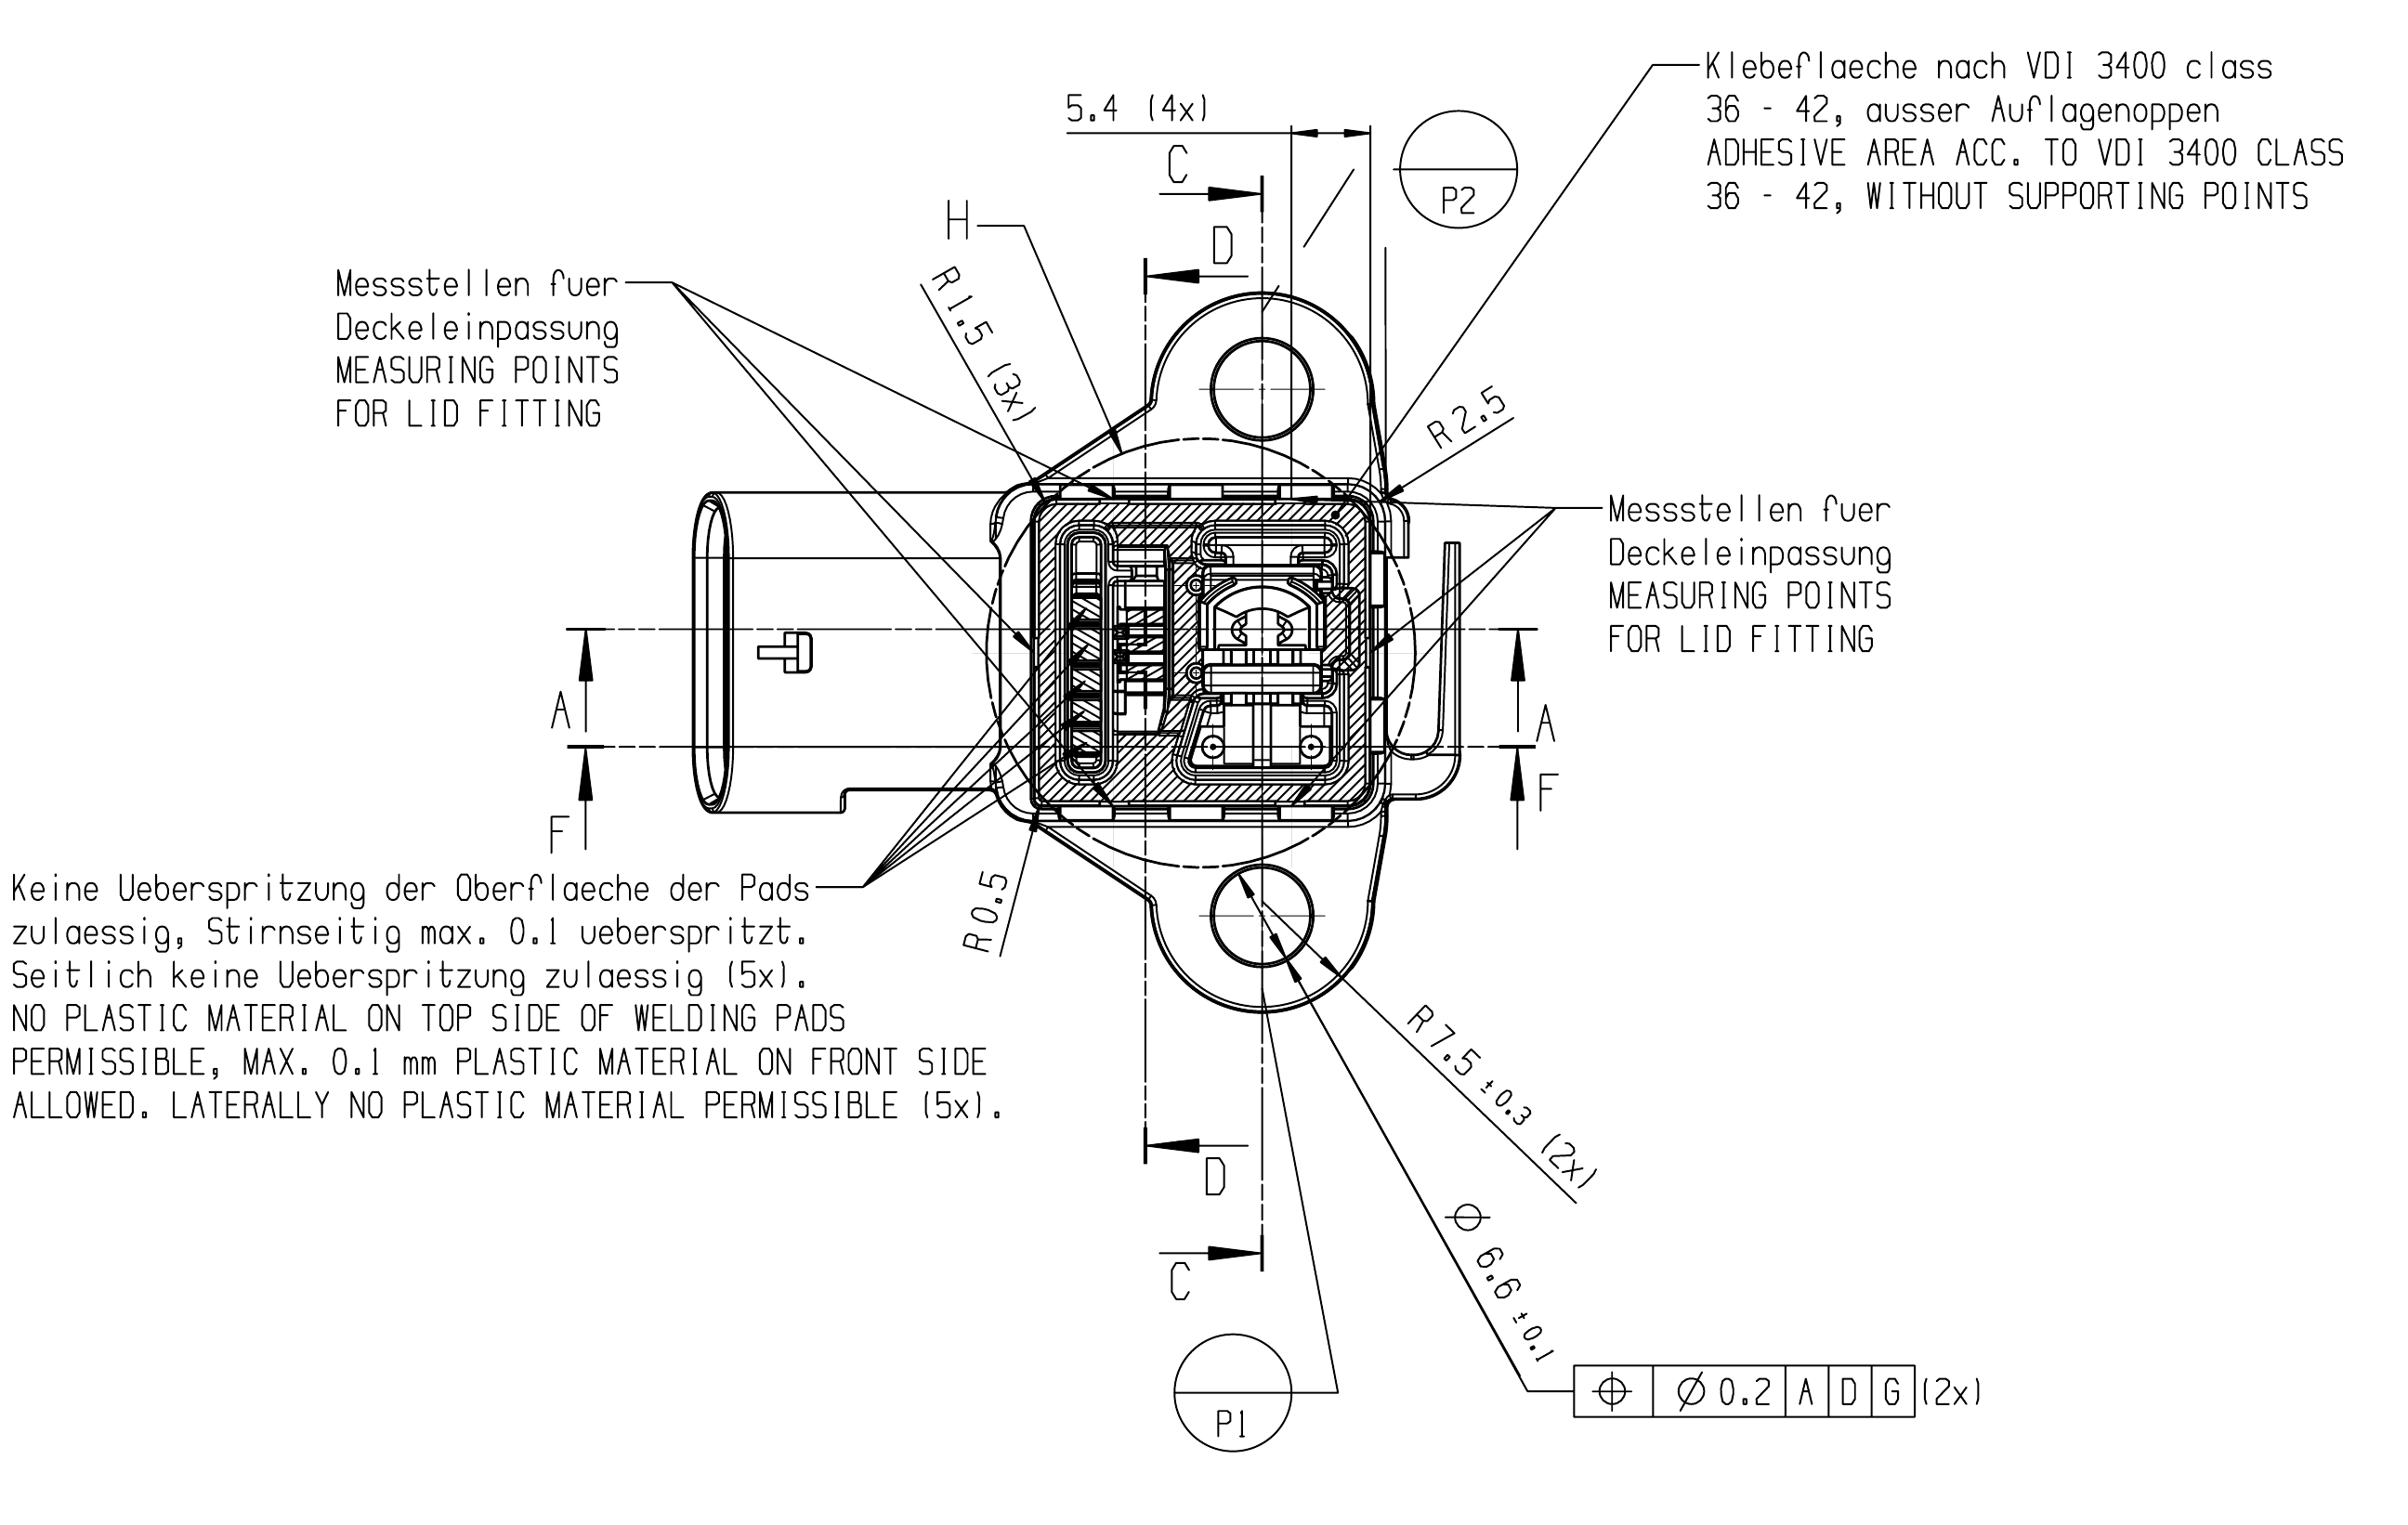 Klebeflaeche nach VDI 3400 class
36 - 42, ausser Auflagenoppen
ADHESIVE AREA ACC. TO VDI 3400 CLASS
36 - 42, WITHOUT SUPPORTING POINTS
5.4 (4x)
C
P2
H
D
R1.5 (3x)
Messstellen fuer
Deckeleinpassung
MEASURING POINTS
FOR LID FITTING
R2.5
Messstellen fuer
Deckeleinpassung
MEASURING POINTS
FOR LID FITTING
A
A
F
F
Keine Ueberspritzung der Oberflaeche der Pads
zulaessig, Stirnseitig max. 0.1 ueberspritzt.
Seitlich keine Ueberspritzung zulaessig (5x).
NO PLASTIC MATERIAL ON TOP SIDE OF WELDING PADS
PERMISSIBLE, MAX. 0.1 mm PLASTIC MATERIAL ON FRONT SIDE
ALLOWED. LATERALLY NO PLASTIC MATERIAL PERMISSIBLE (5x).
R0.5
R7.5 ±0.3 (2x)
D
⌀ 6.6 ±0.1
C
P1
⌖ ⌀0.2 A D G (2x)